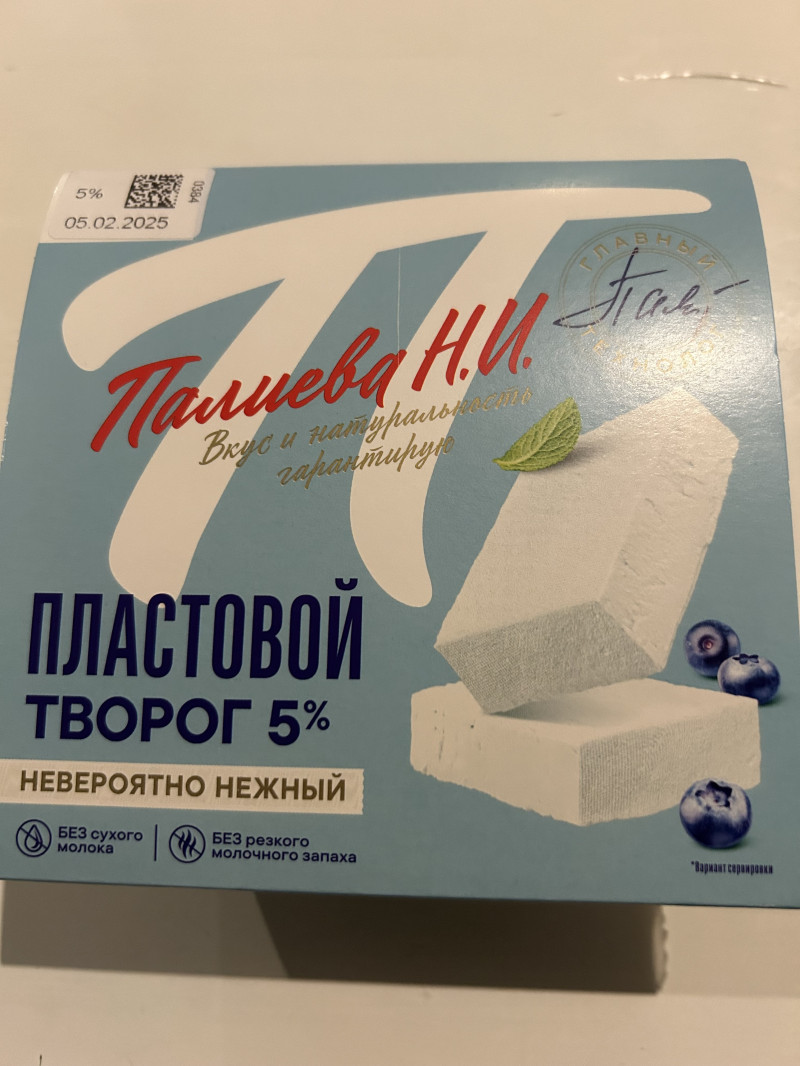 5%
0384
05.02.2025
ГЛАВНЫЙ
Палиева Н.И.
Вкус и натуральность
гарантирую
ПЛАСТОВОЙ
ТВОРОГ 5%
НЕВЕРОЯТНО НЕЖНЫЙ
БЕЗ сухого
молока
БЕЗ резкого
молочного запаха
*Вариант сервировки